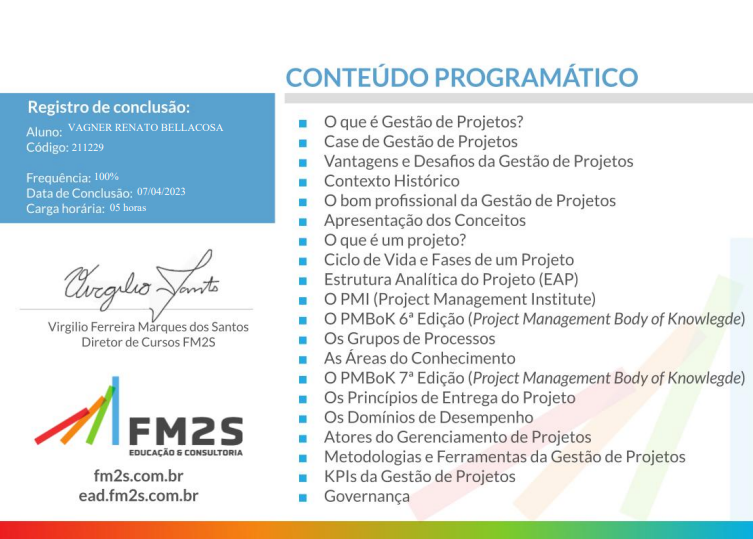 CONTEÚDO PROGRAMÁTICO
Registro de conclusão:
Aluno: VAGNER RENATO BELLACOSA
Código: 211229
Frequência: 100%
Data de Conclusão: 07/04/2023
Carga horária: 05 horas
Virgilio Santos
Virgilio Ferreira Marques dos Santos
Diretor de Cursos FM2S
FM2S
EDUCAÇÃO & CONSULTORIA
fm2s.com.br
ead.fm2s.com.br
O que é Gestão de Projetos?
Case de Gestão de Projetos
Vantagens e Desafios da Gestão de Projetos
Contexto Histórico
O bom profissional da Gestão de Projetos
Apresentação dos Conceitos
O que é um projeto?
Ciclo de Vida e Fases de um Projeto
Estrutura Analítica do Projeto (EAP)
O PMI (Project Management Institute)
O PMBoK 6ª Edição (Project Management Body of Knowlegde)
Os Grupos de Processos
As Áreas do Conhecimento
O PMBoK 7ª Edição (Project Management Body of Knowlegde)
Os Princípios de Entrega do Projeto
Os Domínios de Desempenho
Atores do Gerenciamento de Projetos
Metodologias e Ferramentas da Gestão de Projetos
KPIs da Gestão de Projetos
Governança